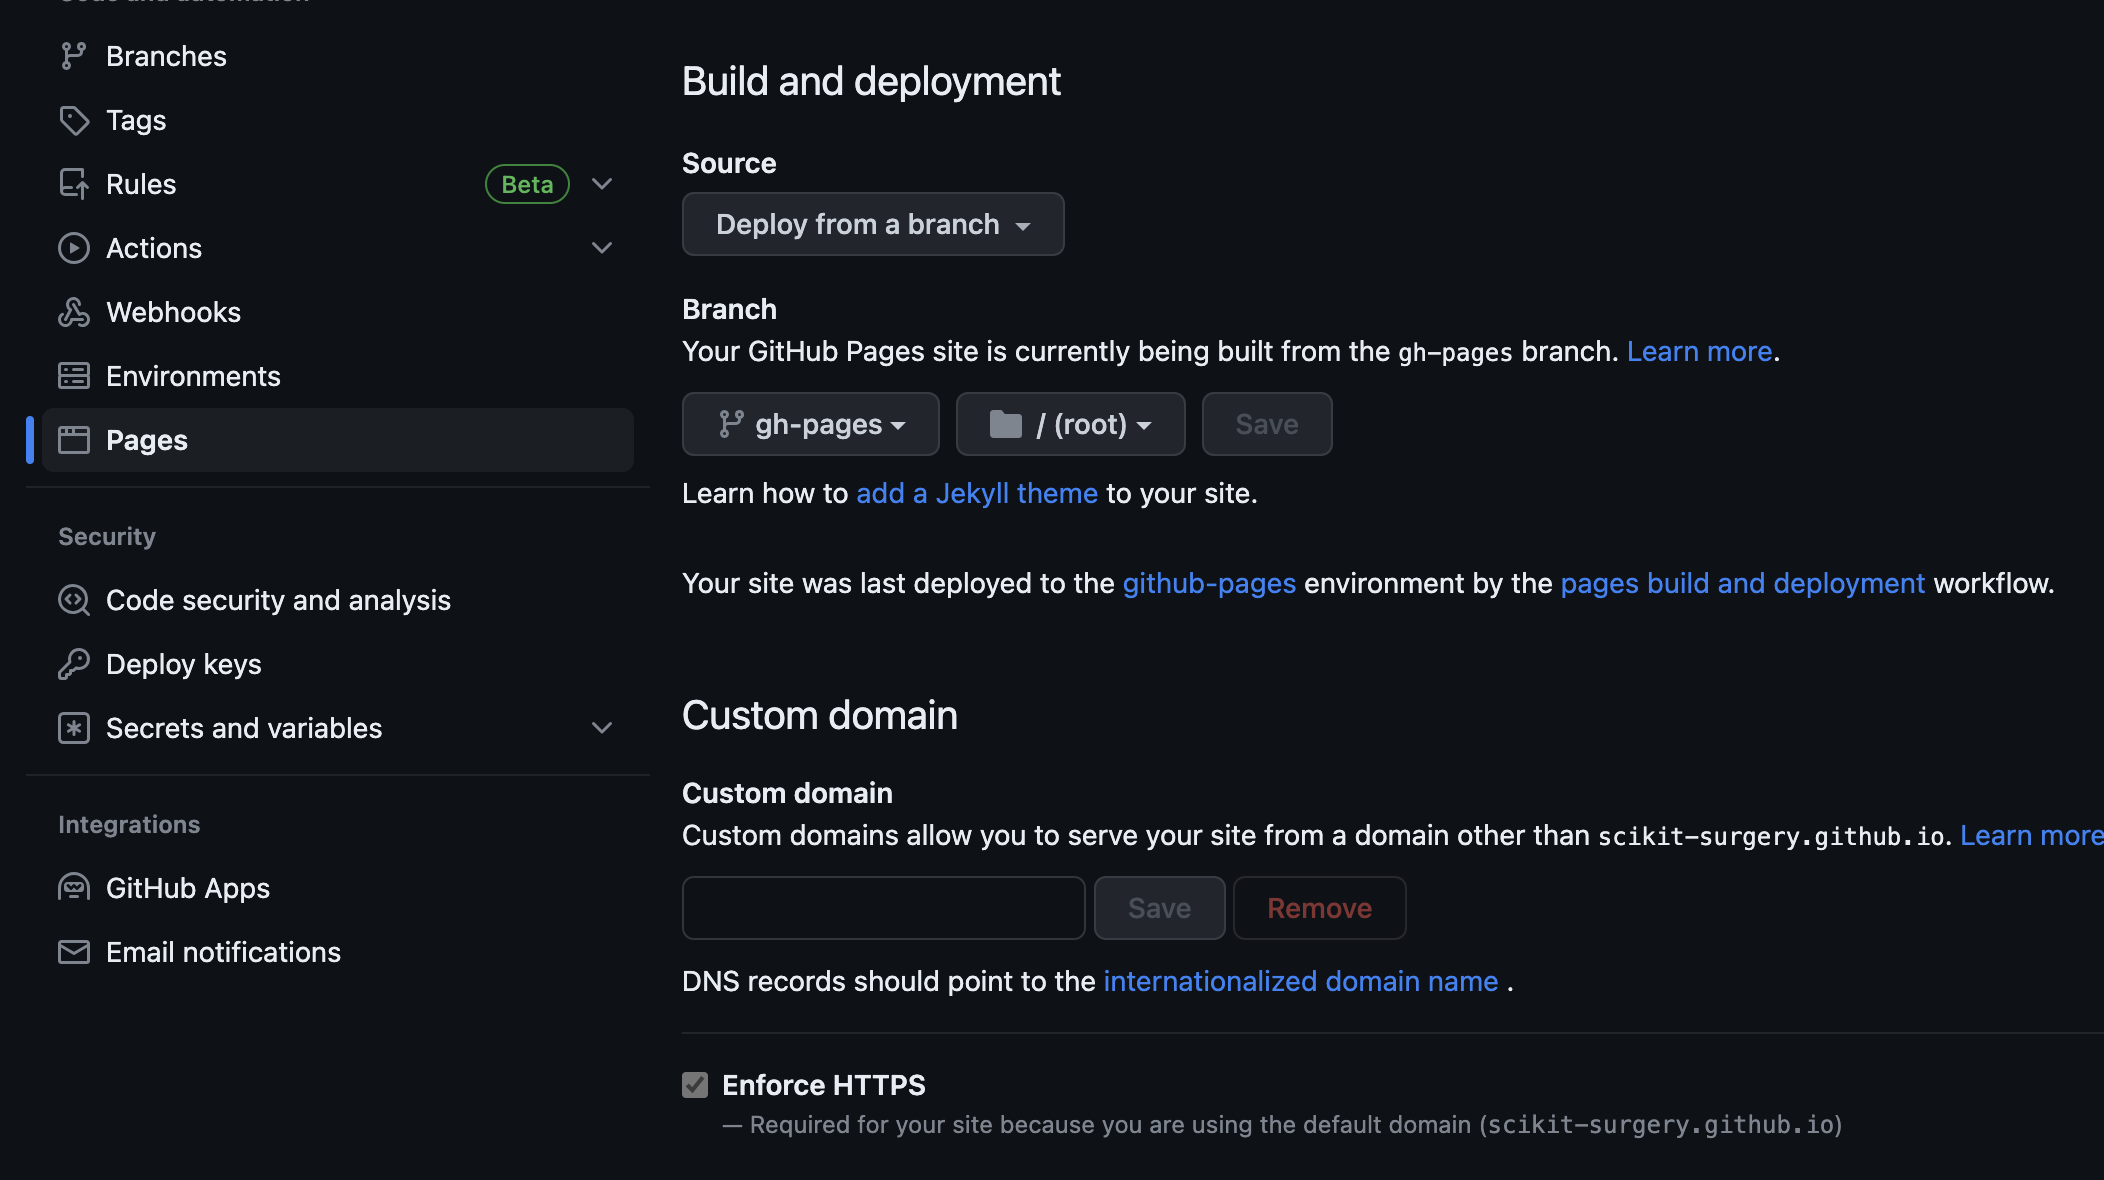 Code and automation
Branches
Tags
Rules Beta
Actions
Webhooks
Environments
Pages
Security
Code security and analysis
Deploy keys
Secrets and variables
Integrations
GitHub Apps
Email notifications
Build and deployment
Source
Deploy from a branch
Branch
Your GitHub Pages site is currently being built from the gh-pages branch. Learn more.
gh-pages / (root) Save
Learn how to add a Jekyll theme to your site.
Your site was last deployed to the github-pages environment by the pages build and deployment workflow.
Custom domain
Custom domain
Custom domains allow you to serve your site from a domain other than scikit-surgery.github.io. Learn more
Save Remove
DNS records should point to the internationalized domain name .
Enforce HTTPS
— Required for your site because you are using the default domain (scikit-surgery.github.io)